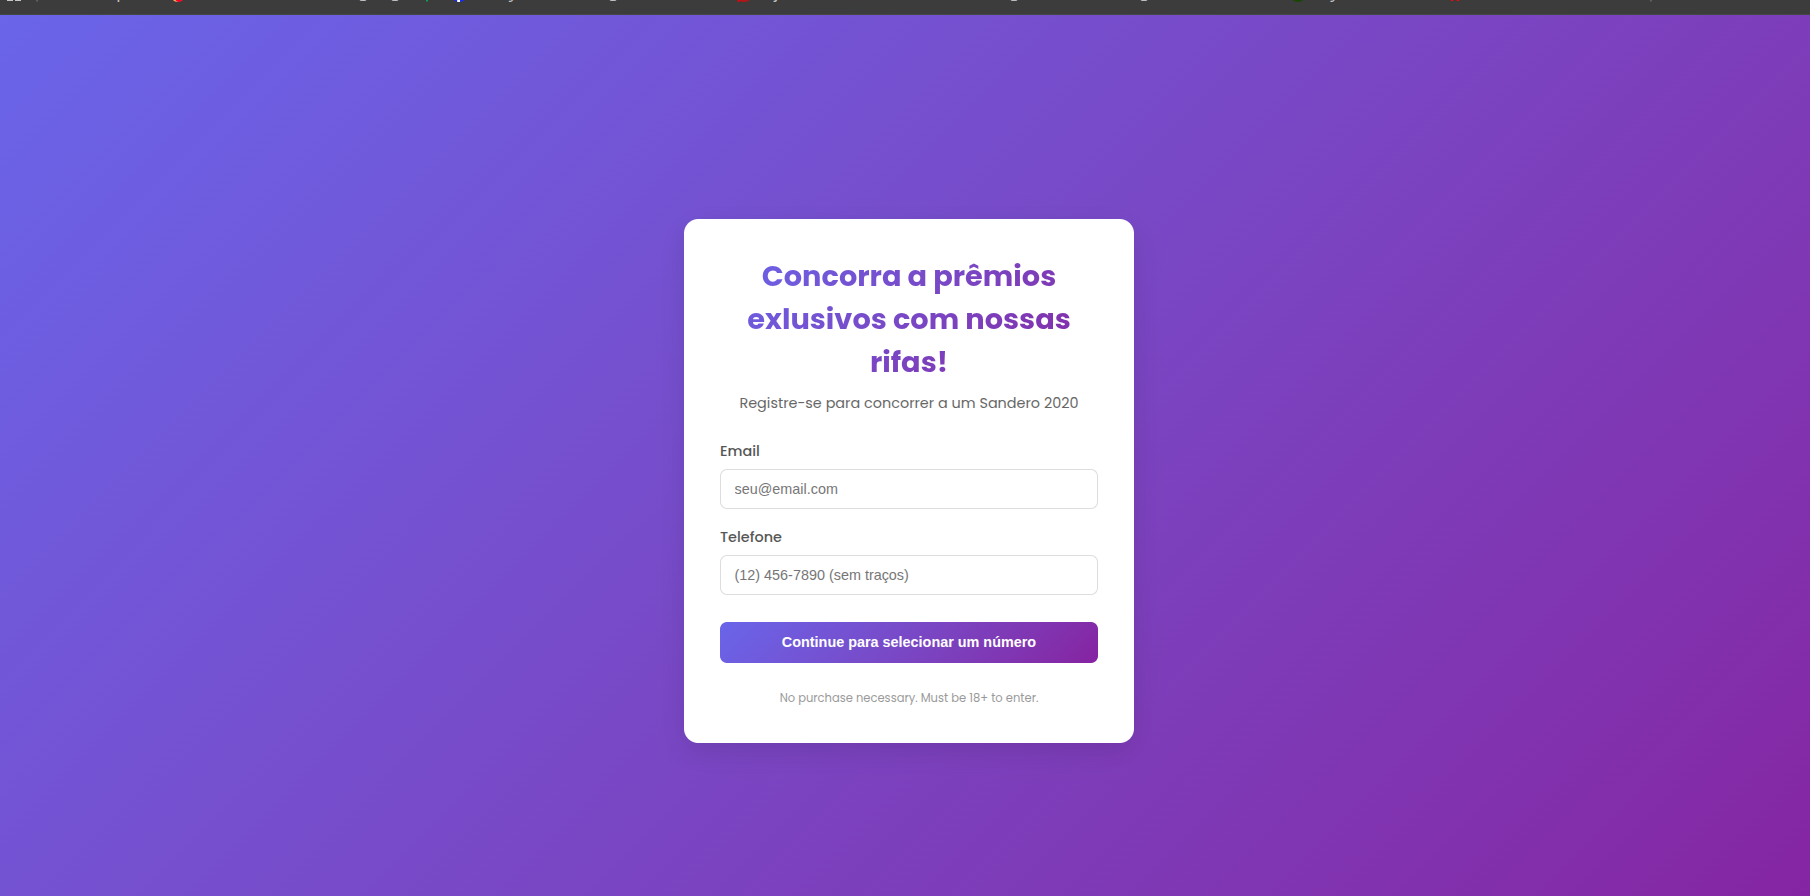 Concorra a prêmios
exlusivos com nossas
rifas!
Registre-se para concorrer a um Sandero 2020
Email
seu@email.com
Telefone
(12) 456-7890 (sem traços)
Continue para selecionar um número
No purchase necessary. Must be 18+ to enter.